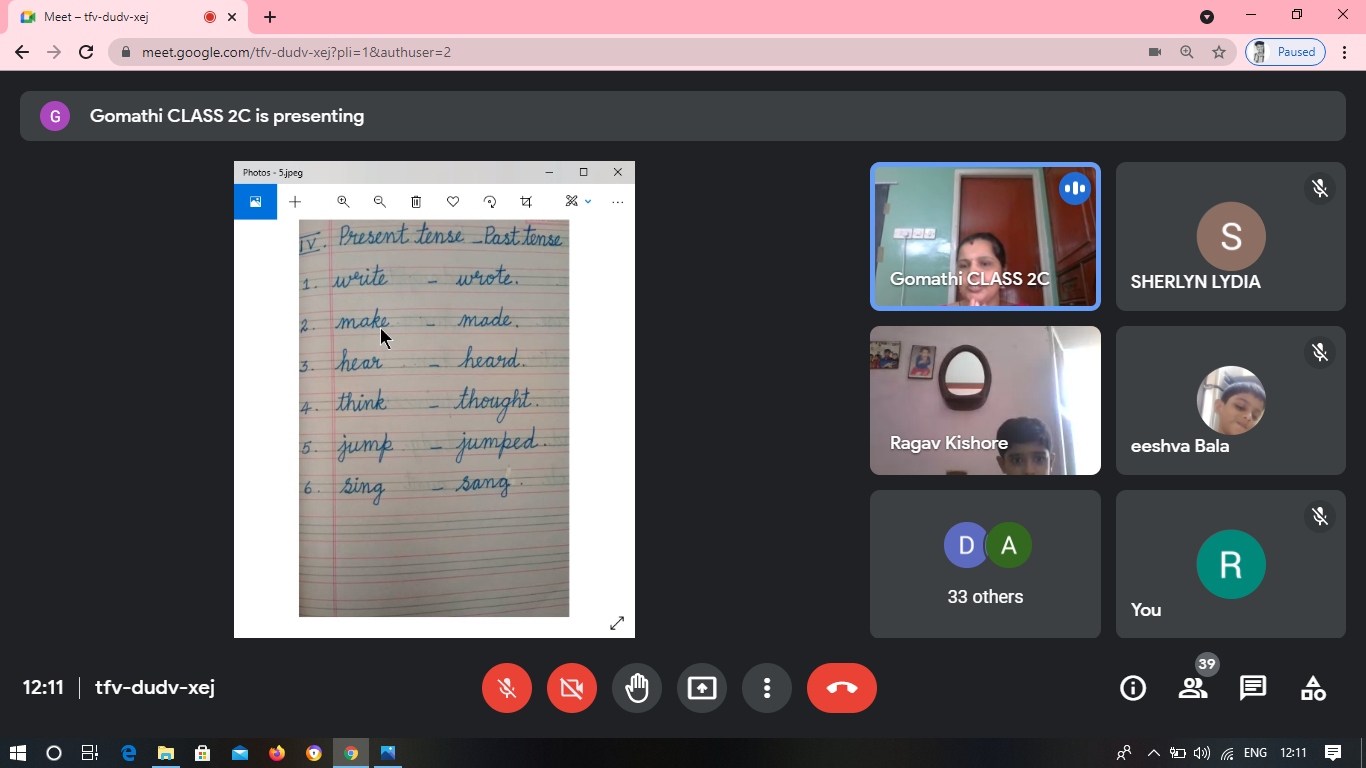 Meet – tfv-dudv-xej
meet.google.com/tfv-dudv-xej?pli=1&authuser=2
Paused
G
Gomathi CLASS 2C is presenting
Photos - 5.jpeg
IV. Present tense - Past tense
1. write - wrote.
2. make - made.
3. hear - heard.
4. think - thought.
5. jump - jumped.
6. sing - sang.
Gomathi CLASS 2C
S
SHERLYN LYDIA
Ragav Kishore
eeshva Bala
D A
33 others
R
You
12:11 | tfv-dudv-xej
39
ENG 12:11